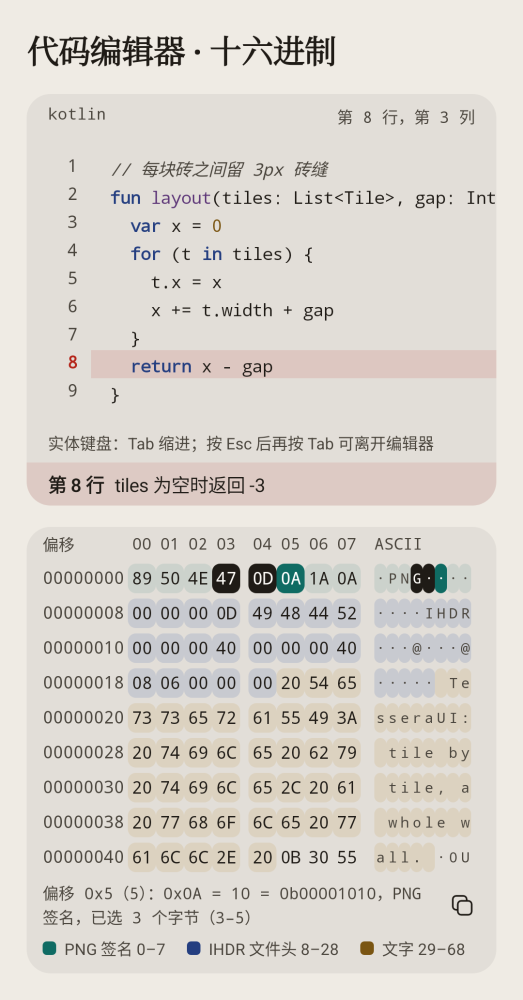 代码编辑器 · 十六进制
kotlin 第 8 行，第 3 列
1 // 每块砖之间留 3px 砖缝
2 fun layout(tiles: List<Tile>, gap: Int
3 var x = 0
4 for (t in tiles) {
5 t.x = x
6 x += t.width + gap
7 }
8 return x - gap
9 }
实体键盘：Tab 缩进；按 Esc 后再按 Tab 可离开编辑器
第 8 行 tiles 为空时返回 -3
偏移 00 01 02 03 04 05 06 07 ASCII
00000000 89 50 4E 47 0D 0A 1A 0A ·PNG····
00000008 00 00 00 0D 49 48 44 52 ····IHDR
00000010 00 00 00 40 00 00 00 40 ···@···@
00000018 08 06 00 00 00 20 54 65 ····· Te
00000020 73 73 65 72 61 55 49 3A sseraUI:
00000028 20 74 69 6C 65 20 62 79 tile by
00000030 20 74 69 6C 65 2C 20 61 tile, a
00000038 20 77 68 6F 6C 65 20 77 whole w
00000040 61 6C 6C 2E 20 0B 30 55 all. ·0U
偏移 0x5（5）：0x0A = 10 = 0b00001010，PNG
签名，已选 3 个字节（3–5）
PNG 签名 0–7 IHDR 文件头 8–28 文字 29–68